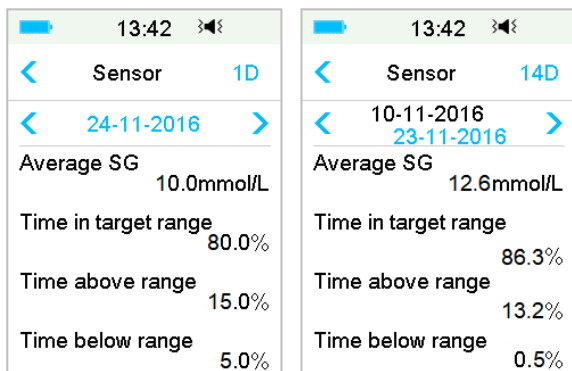 13:42
Sensor 1D
24-11-2016
Average SG
10.0mmol/L
Time in target range
80.0%
Time above range
15.0%
Time below range
5.0%
13:42
Sensor 14D
10-11-2016
23-11-2016
Average SG
12.6mmol/L
Time in target range
86.3%
Time above range
13.2%
Time below range
0.5%